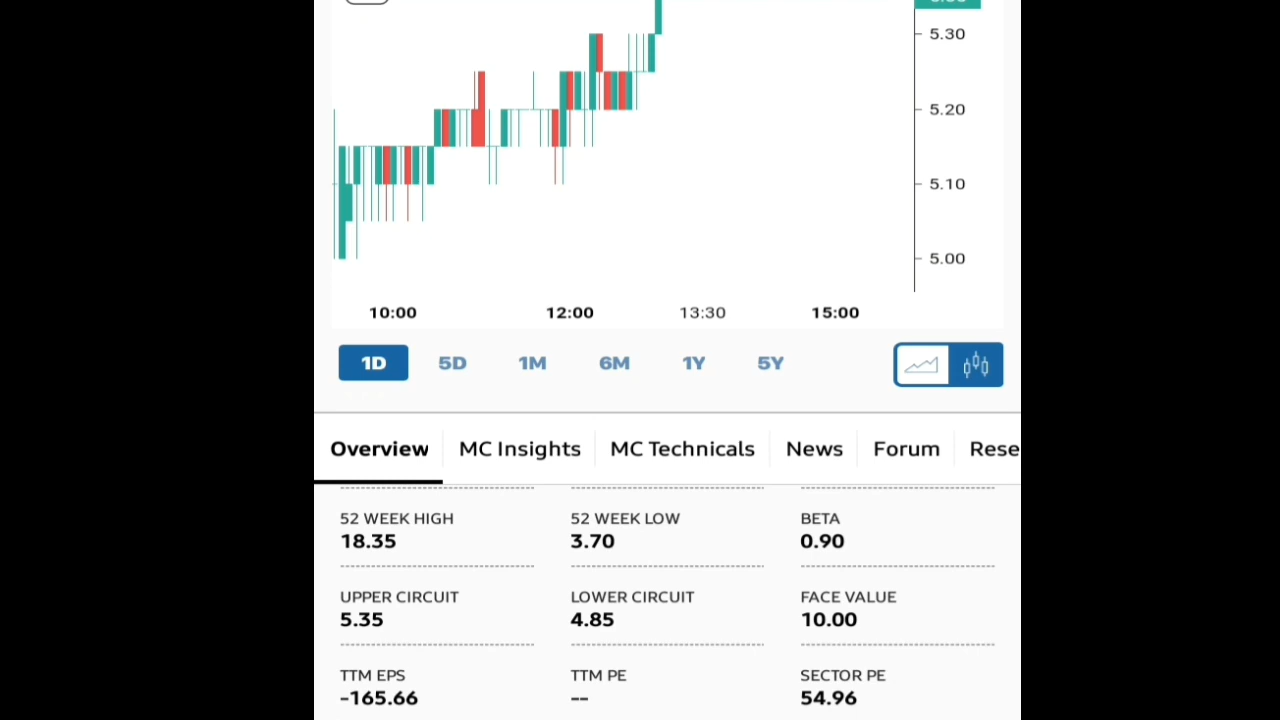 5.30
5.20
5.10
5.00
10:00 12:00 13:30 15:00
1D 5D 1M 6M 1Y 5Y
Overview MC Insights MC Technicals News Forum Rese
52 WEEK HIGH 52 WEEK LOW BETA
18.35 3.70 0.90
UPPER CIRCUIT LOWER CIRCUIT FACE VALUE
5.35 4.85 10.00
TTM EPS TTM PE SECTOR PE
-165.66 -- 54.96